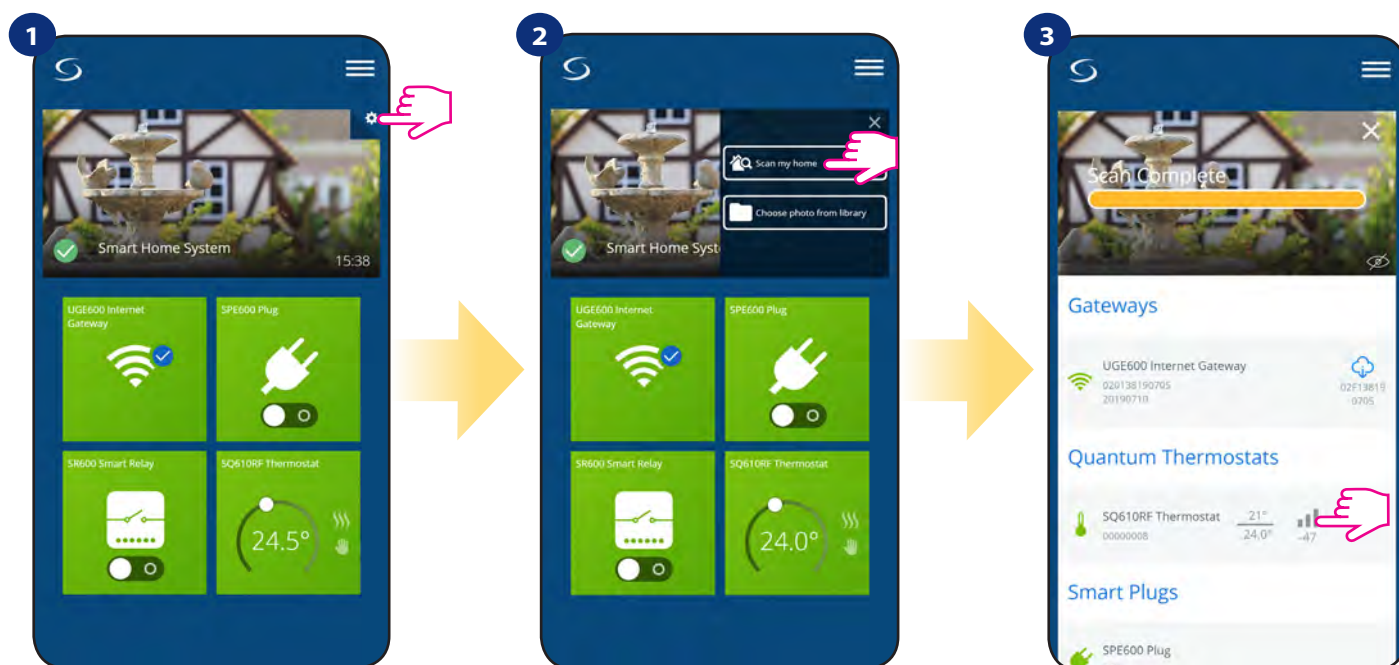 1
Smart Home System
15:38
UGE600 Internet
Gateway
SPE600 Plug
SR600 Smart Relay
SQ610RF Thermostat
24.5°
2
Scan my home
Choose photo from library
Smart Home Syst
UGE600 Internet
Gateway
SPE600 Plug
SR600 Smart Relay
SQ610RF Thermostat
24.0°
3
Scan Complete
Gateways
UGE600 Internet Gateway
020138190705
20190710
02F13819
0705
Quantum Thermostats
SQ610RF Thermostat
00000008
21°
24.0°
-47
Smart Plugs
SPE600 Plug